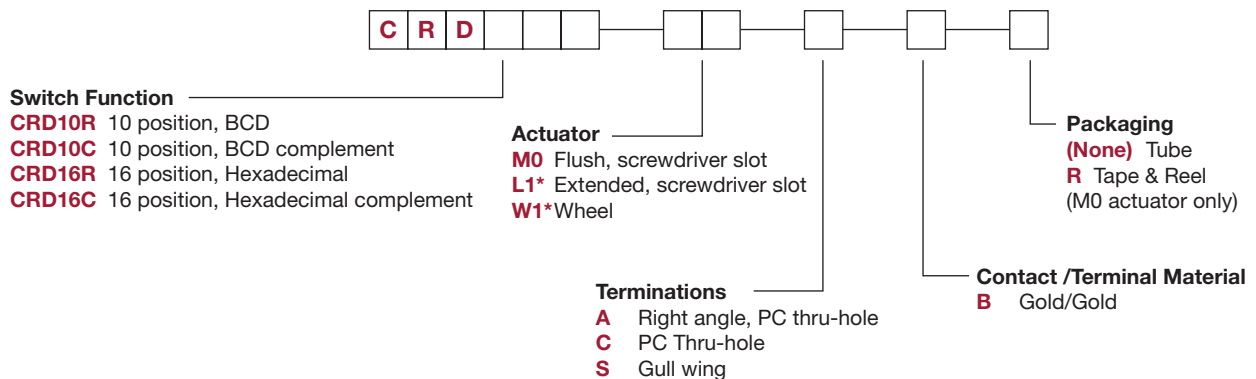 C R D
Switch Function
CRD10R 10 position, BCD
CRD10C 10 position, BCD complement
CRD16R 16 position, Hexadecimal
CRD16C 16 position, Hexadecimal complement
Actuator
M0 Flush, screwdriver slot
L1* Extended, screwdriver slot
W1* Wheel
Packaging
(None) Tube
R Tape & Reel
(M0 actuator only)
Terminations
A Right angle, PC thru-hole
C PC Thru-hole
S Gull wing
Contact /Terminal Material
B Gold/Gold